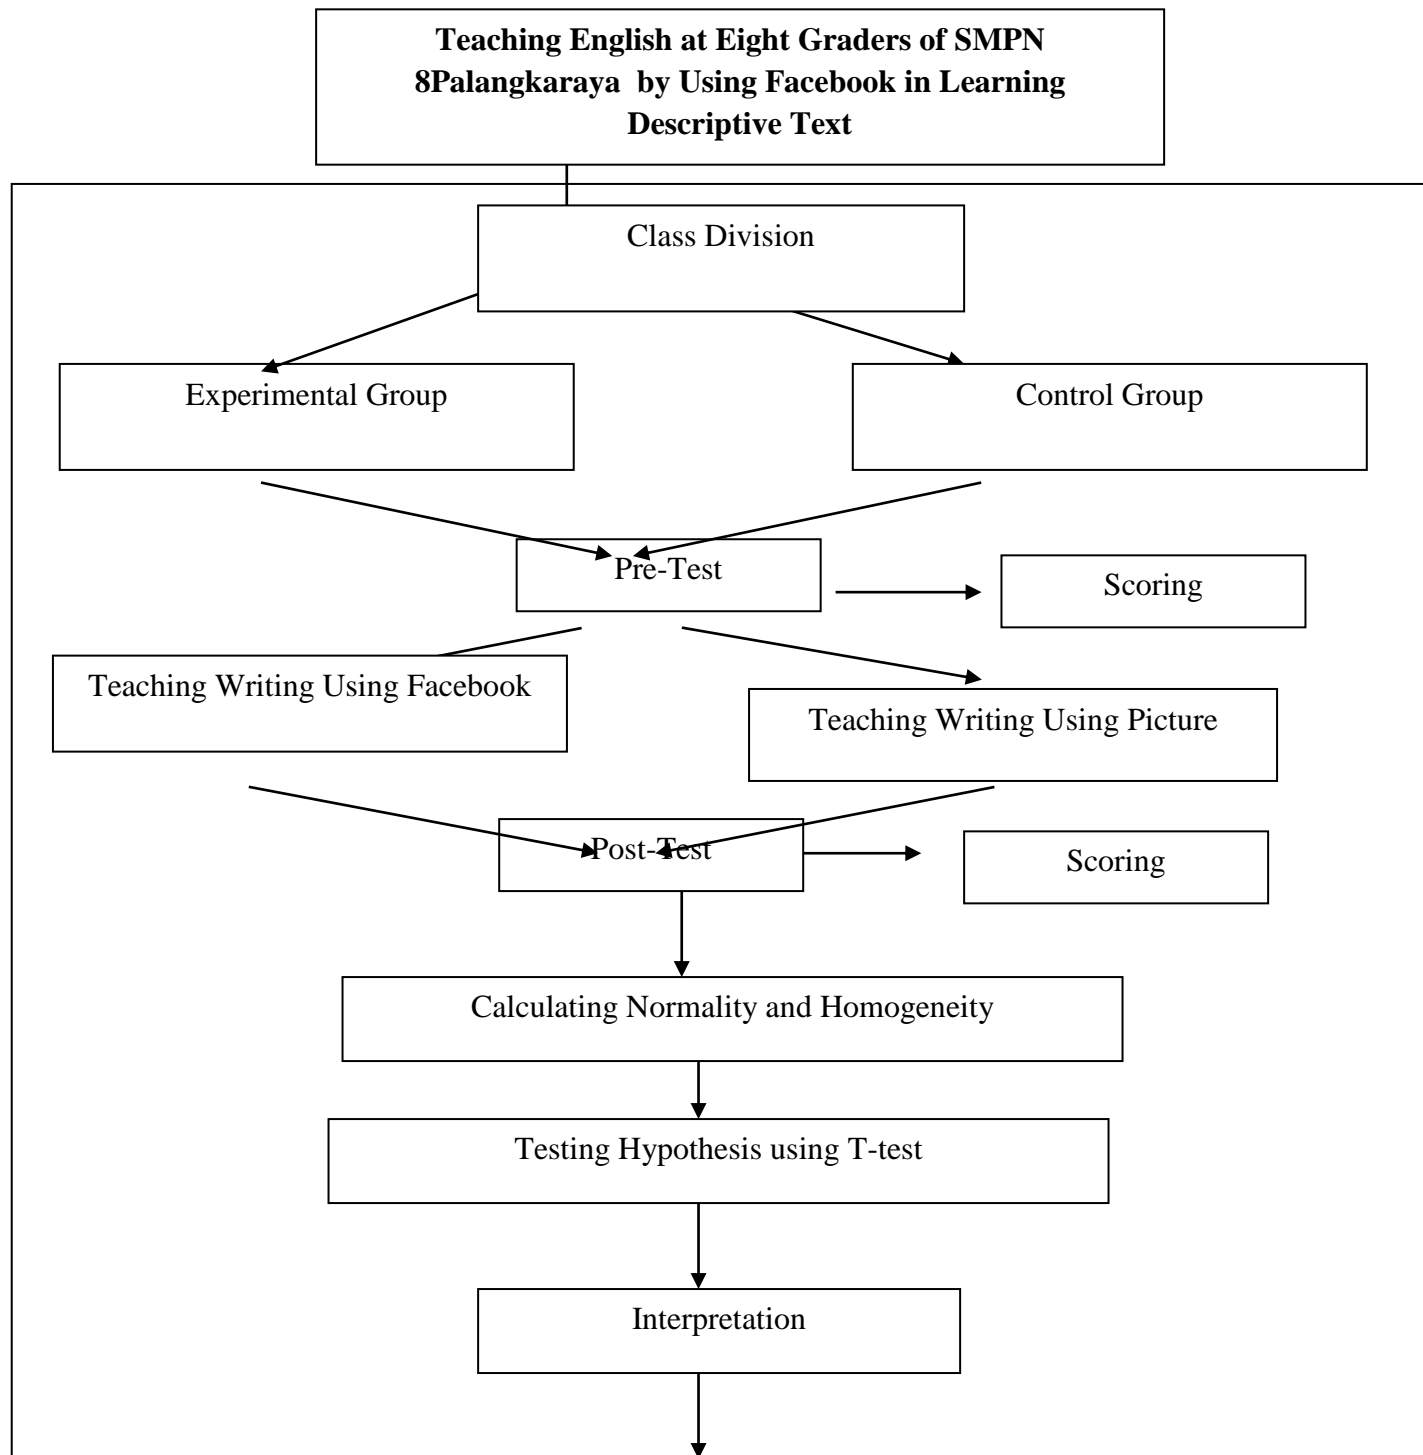 Teaching English at Eight Graders of SMPN
8Palangkaraya by Using Facebook in Learning
Descriptive Text
Class Division
Experimental Group
Control Group
Pre-Test
Scoring
Teaching Writing Using Facebook
Teaching Writing Using Picture
Post-Test
Scoring
Calculating Normality and Homogeneity
Testing Hypothesis using T-test
Interpretation